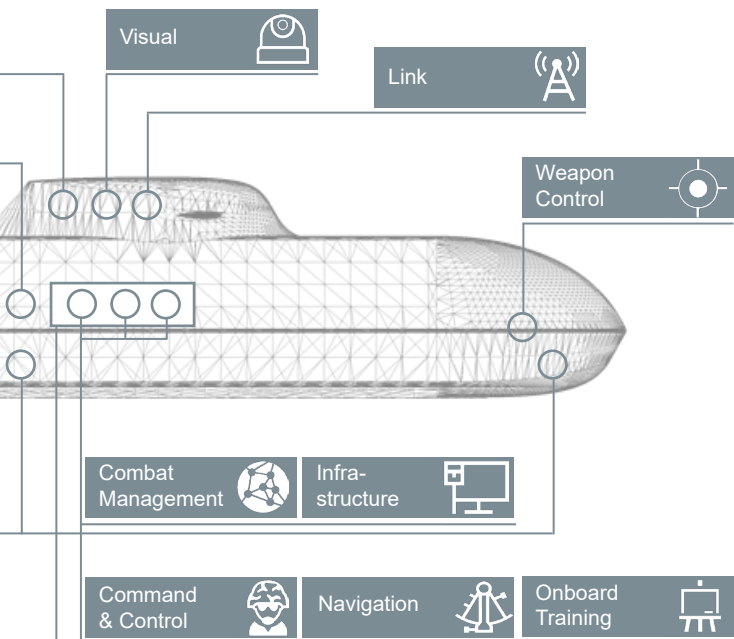 Visual
Link
Weapon
Control
Combat
Management
Infra-
structure
Command
& Control
Navigation
Onboard
Training